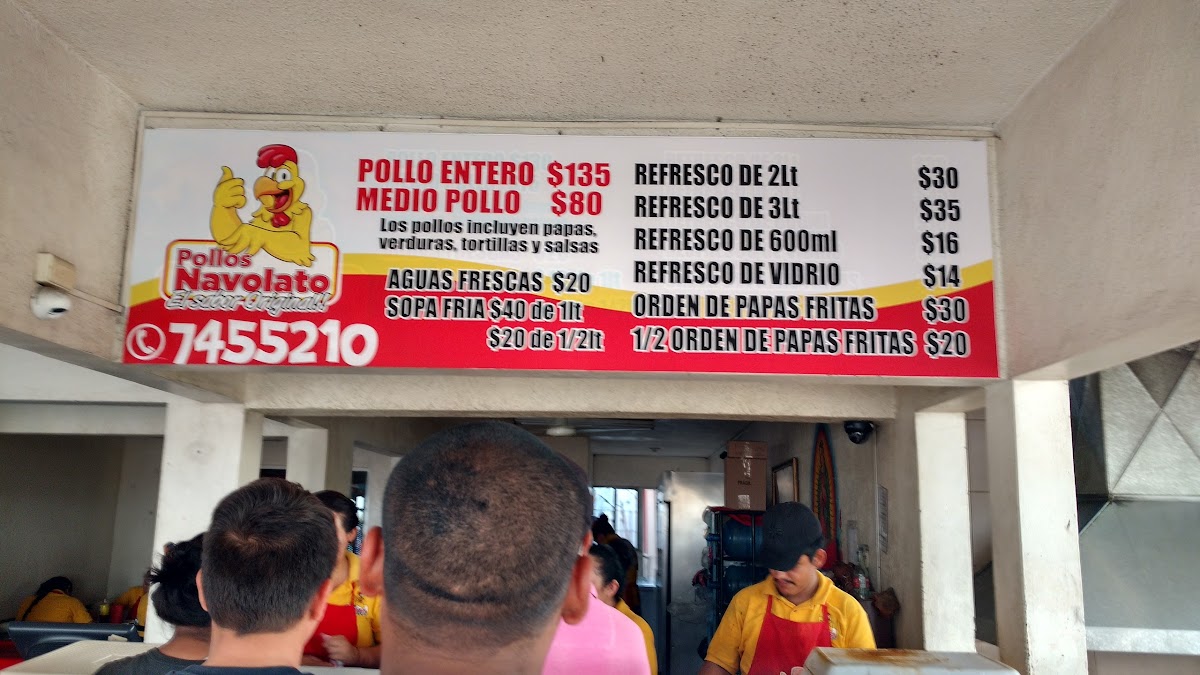 Pollos
Navolato
El sabor Original!
7455210
POLLO ENTERO $135
MEDIO POLLO $80
Los pollos incluyen papas,
verduras, tortillas y salsas
AGUAS FRESCAS $20
SOPA FRIA $40 de 1lt
$20 de 1/2lt
REFRESCO DE 2Lt $30
REFRESCO DE 3Lt $35
REFRESCO DE 600ml $16
REFRESCO DE VIDRIO $14
ORDEN DE PAPAS FRITAS $30
1/2 ORDEN DE PAPAS FRITAS $20